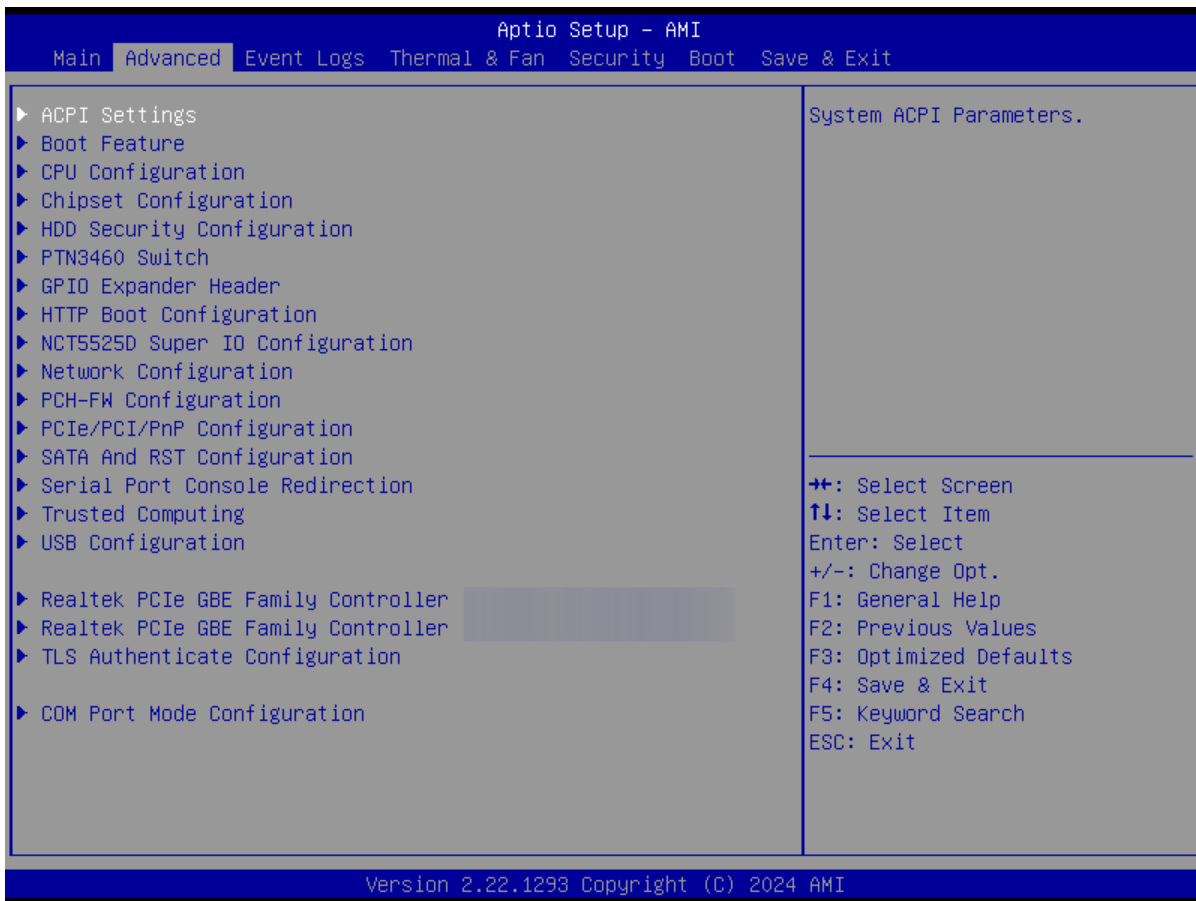 Aptio Setup – AMI
Main Advanced Event Logs Thermal & Fan Security Boot Save & Exit
▶ ACPI Settings
▶ Boot Feature
▶ CPU Configuration
▶ Chipset Configuration
▶ HDD Security Configuration
▶ PTN3460 Switch
▶ GPIO Expander Header
▶ HTTP Boot Configuration
▶ NCT5525D Super IO Configuration
▶ Network Configuration
▶ PCH-FW Configuration
▶ PCIe/PCI/PnP Configuration
▶ SATA And RST Configuration
▶ Serial Port Console Redirection
▶ Trusted Computing
▶ USB Configuration
▶ Realtek PCIe GBE Family Controller
▶ Realtek PCIe GBE Family Controller
▶ TLS Authenticate Configuration
▶ COM Port Mode Configuration
System ACPI Parameters.
→←: Select Screen
↑↓: Select Item
Enter: Select
+/-: Change Opt.
F1: General Help
F2: Previous Values
F3: Optimized Defaults
F4: Save & Exit
F5: Keyword Search
ESC: Exit
Version 2.22.1293 Copyright (C) 2024 AMI